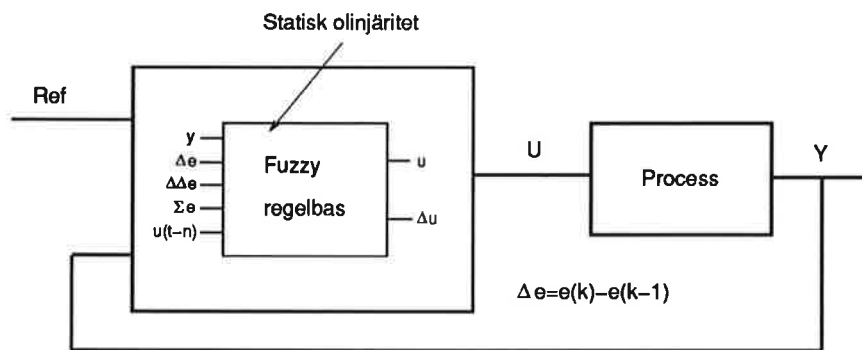 Statisk olinjäritet
Ref
y
Δe
ΔΔe
Σe
u(t-n)
Fuzzy
regelbas
u
Δu
U
Process
Y
Δe=e(k)-e(k-1)